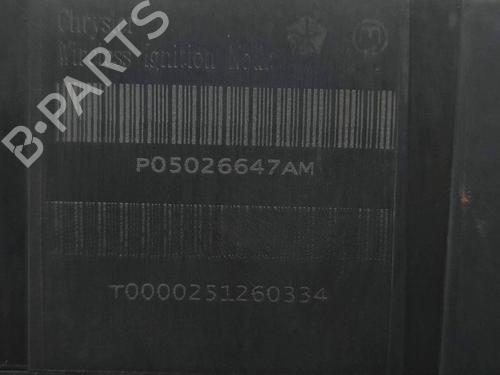 Chrysler
Wireless Ignition Node
P05026647AM
T0000251260334
B-PARTS